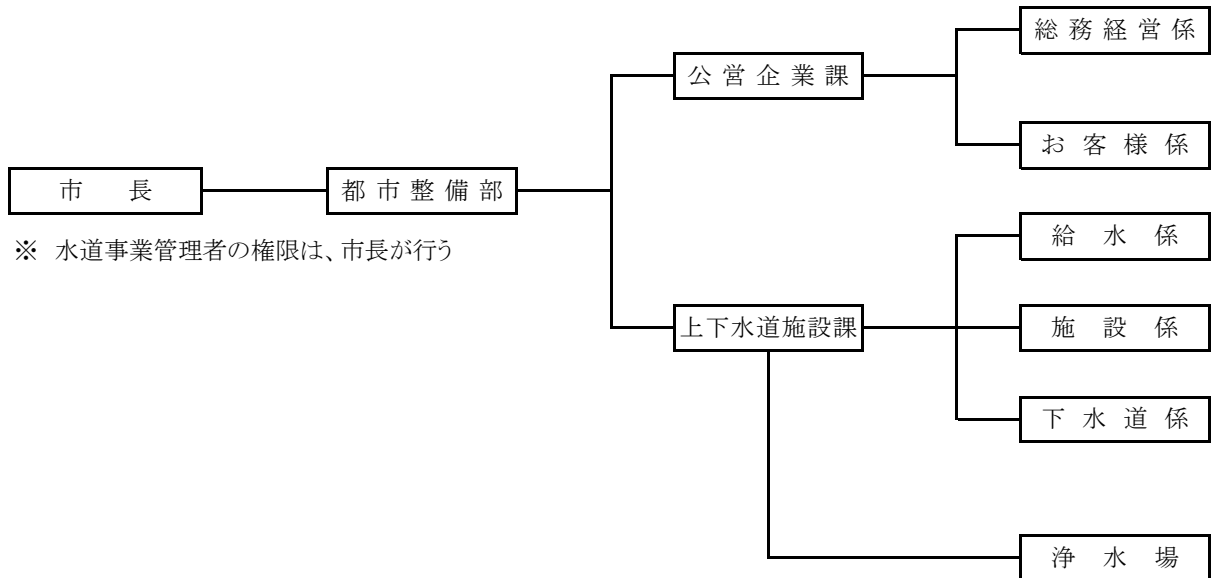 総務経営係
公営企業課
お客様係
市長
都市整備部
給水係
※ 水道事業管理者の権限は、市長が行う
上下水道施設課
施設係
下水道係
浄水場